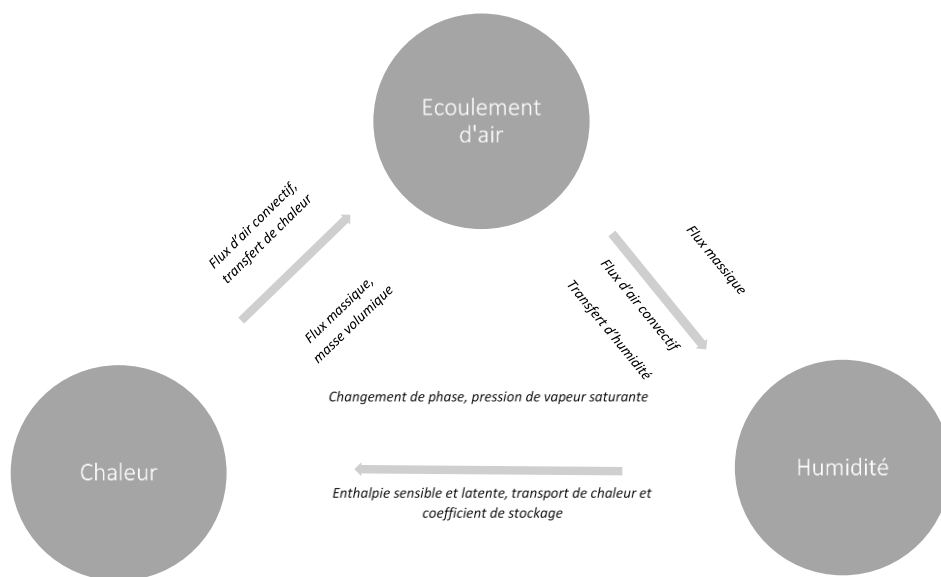 Ecoulement
d'air
Flux d'air convectif,
transfert de chaleur
Flux massique,
masse volumique
Flux massique
Flux d'air convectif
Transfert d'humidité
Changement de phase, pression de vapeur saturante
Chaleur
Humidité
Enthalpie sensible et latente, transport de chaleur et
coefficient de stockage